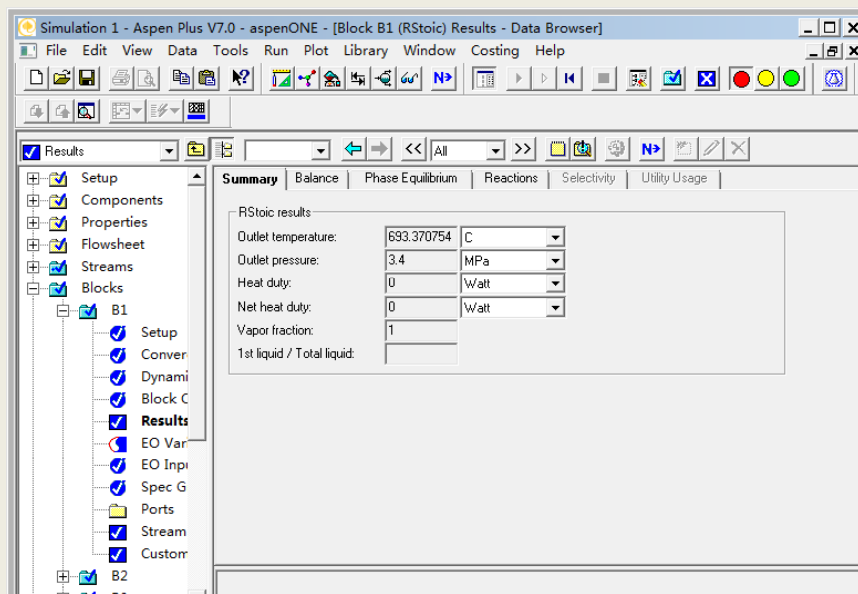 Simulation 1 - Aspen Plus V7.0 - aspenONE - [Block B1 (RStoic) Results - Data Browser]
File Edit View Data Tools Run Plot Library Window Costing Help
N>
Results
All
N>
Summary Balance Phase Equilibrium Reactions Selectivity Utility Usage
Setup
Components
Properties
Flowsheet
Streams
Blocks
B1
Setup
Conver
Dynami
Block C
Results
EO Var
EO Inpu
Spec G
Ports
Stream
Custom
B2
RStoic results
Outlet temperature: 693.370754 C
Outlet pressure: 3.4 MPa
Heat duty: 0 Watt
Net heat duty: 0 Watt
Vapor fraction: 1
1st liquid / Total liquid: